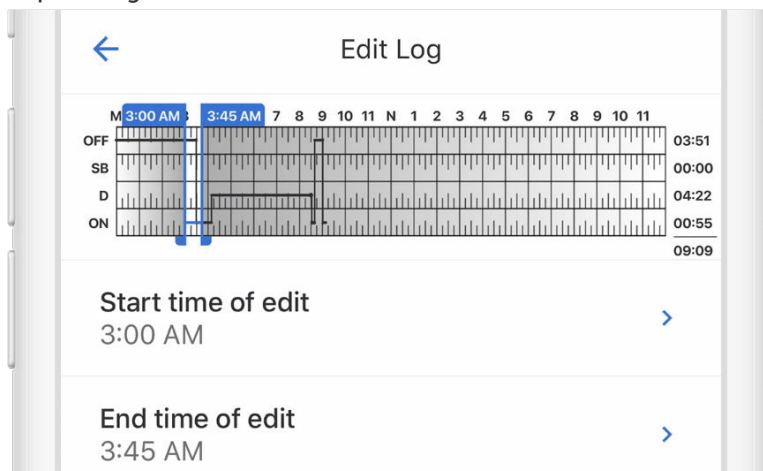 Edit Log
M 3:00 AM 3 3:45 AM 7 8 9 10 11 N 1 2 3 4 5 6 7 8 9 10 11
OFF 03:51
SB 00:00
D 04:22
ON 00:55
09:09
Start time of edit
3:00 AM
End time of edit
3:45 AM